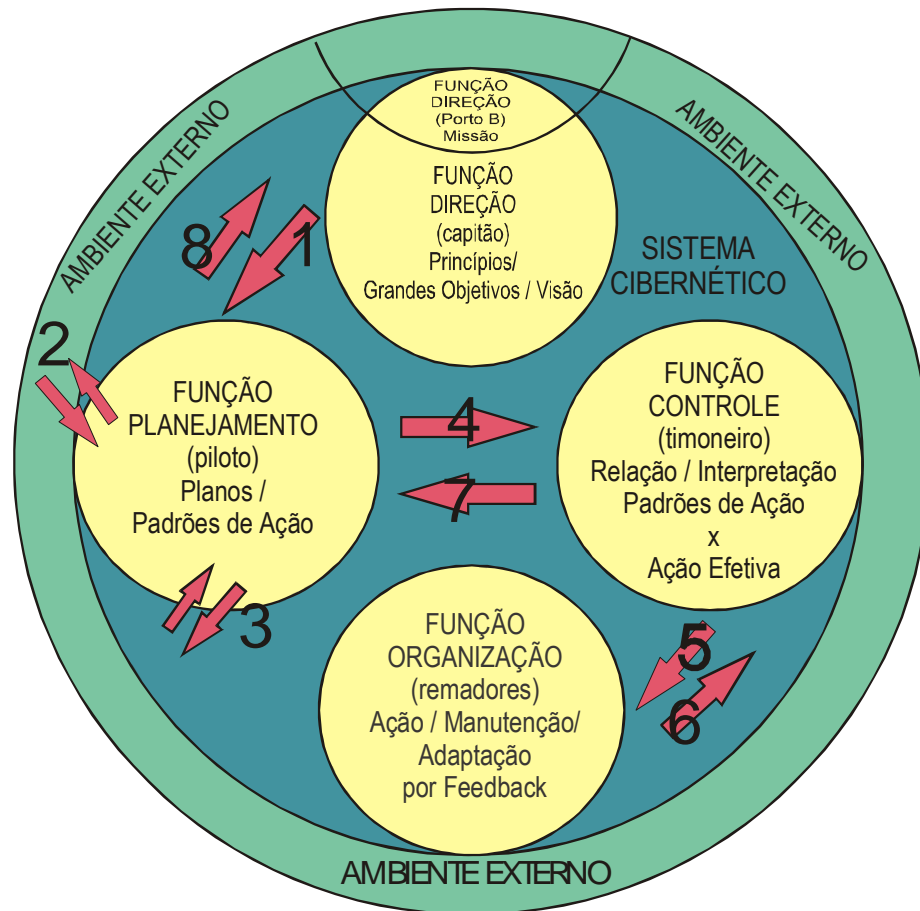 AMBIENTE EXTERNO
AMBIENTE EXTERNO
FUNÇÃO
DIREÇÃO
(Porto B)
Missão
FUNÇÃO
DIREÇÃO
(capitão)
Princípios/
Grandes Objetivos / Visão
SISTEMA
CIBERNÉTICO
8
1
2
FUNÇÃO
PLANEJAMENTO
(piloto)
Planos /
Padrões de Ação
4
7
FUNÇÃO
CONTROLE
(timoneiro)
Relação / Interpretação
Padrões de Ação
x
Ação Efetiva
3
FUNÇÃO
ORGANIZAÇÃO
(remadores)
Ação / Manutenção/
Adaptação
por Feedback
5
6
AMBIENTE EXTERNO